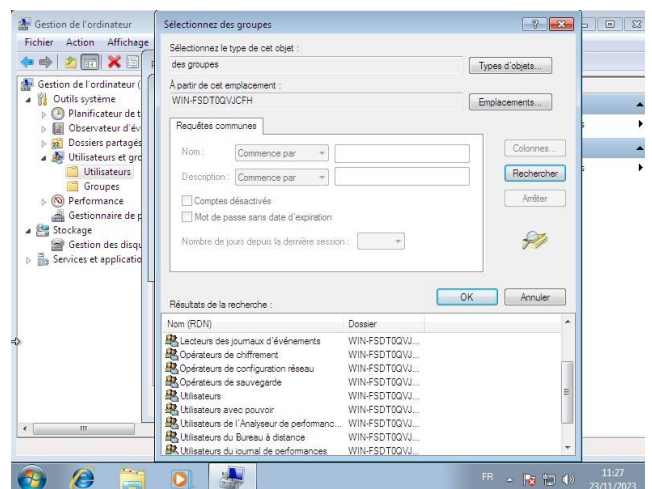 Gestion de l'ordinateur
Fichier Action Affichage
Gestion de l'ordinateur (
Outils système
Planificateur de t
Observateur d'év
Dossiers partagés
Utilisateurs et gro
Utilisateurs
Groupes
Performance
Gestionnaire de p
Stockage
Gestion des disqu
Services et applicatio
Sélectionnez des groupes
Sélectionnez le type de cet objet :
des groupes
Types d'objets...
À partir de cet emplacement :
WIN-FSDT0QVJCFH
Emplacements...
Requêtes communes
Nom : Commence par
Colonnes...
Description : Commence par
Rechercher
Comptes désactivés
Arrêter
Mot de passe sans date d'expiration
Nombre de jours depuis la dernière session :
OK Annuler
Résultats de la recherche :
Nom (RDN) Dossier
Lecteurs des journaux d'événements WIN-FSDT0QVJ...
Opérateurs de chiffrement WIN-FSDT0QVJ...
Opérateurs de configuration réseau WIN-FSDT0QVJ...
Opérateurs de sauvegarde WIN-FSDT0QVJ...
Utilisateurs WIN-FSDT0QVJ...
Utilisateurs avec pouvoir WIN-FSDT0QVJ...
Utilisateurs de l'Analyseur de performanc... WIN-FSDT0QVJ...
Utilisateurs du Bureau à distance WIN-FSDT0QVJ...
Utilisateurs du journal de performances WIN-FSDT0QVJ...
FR
11:27
23/11/2023